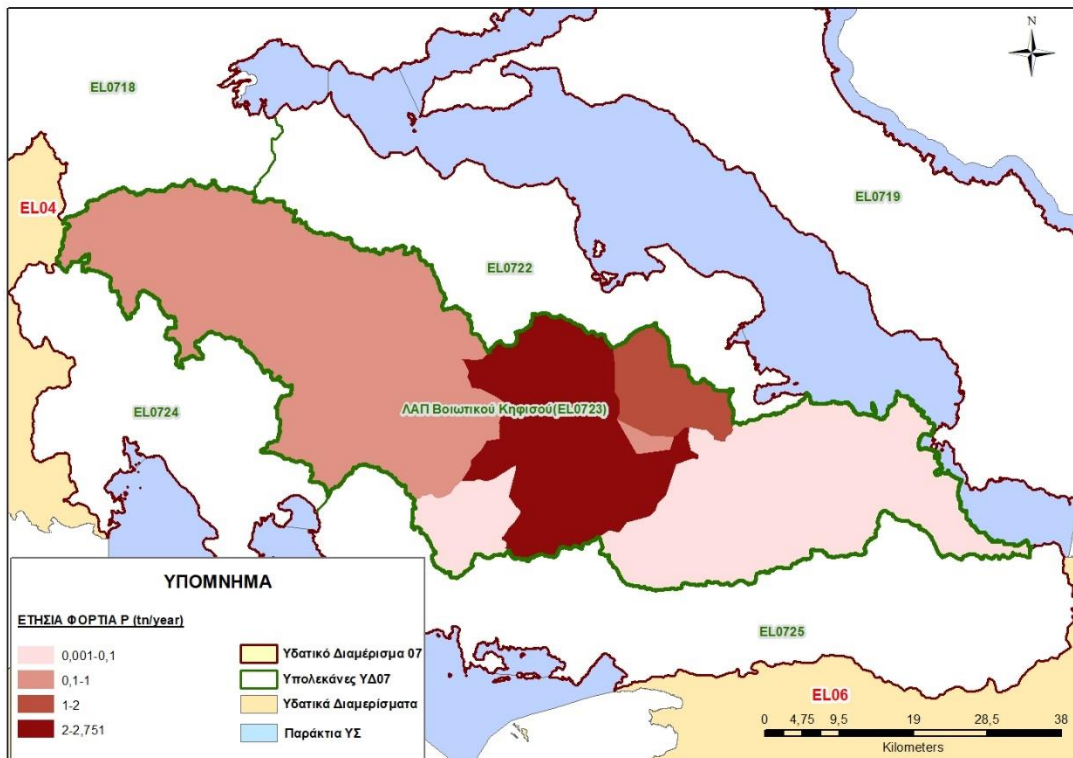 N
EL0718
EL04
EL0719
EL0722
EL0724
ΛΑΠ Βοιωτικού Κηφισού(EL0723)
EL0725
EL06
ΥΠΟΜΝΗΜΑ
ΕΤΗΣΙΑ ΦΟΡΤΙΑ P (tn/year)
0,001-0,1
0,1-1
1-2
2-2,751
Υδατικό Διαμέρισμα 07
Υπολεκάνες ΥΔ07
Υδατικά Διαμερίσματα
Παράκτια ΥΣ
0 4,75 9,5 19 28,5 38
Kilometers